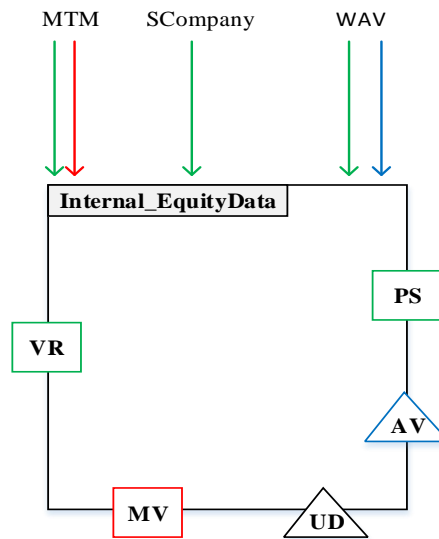 MTM SCompany WAV
Internal_EquityData
PS
VR
AV
MV
UD